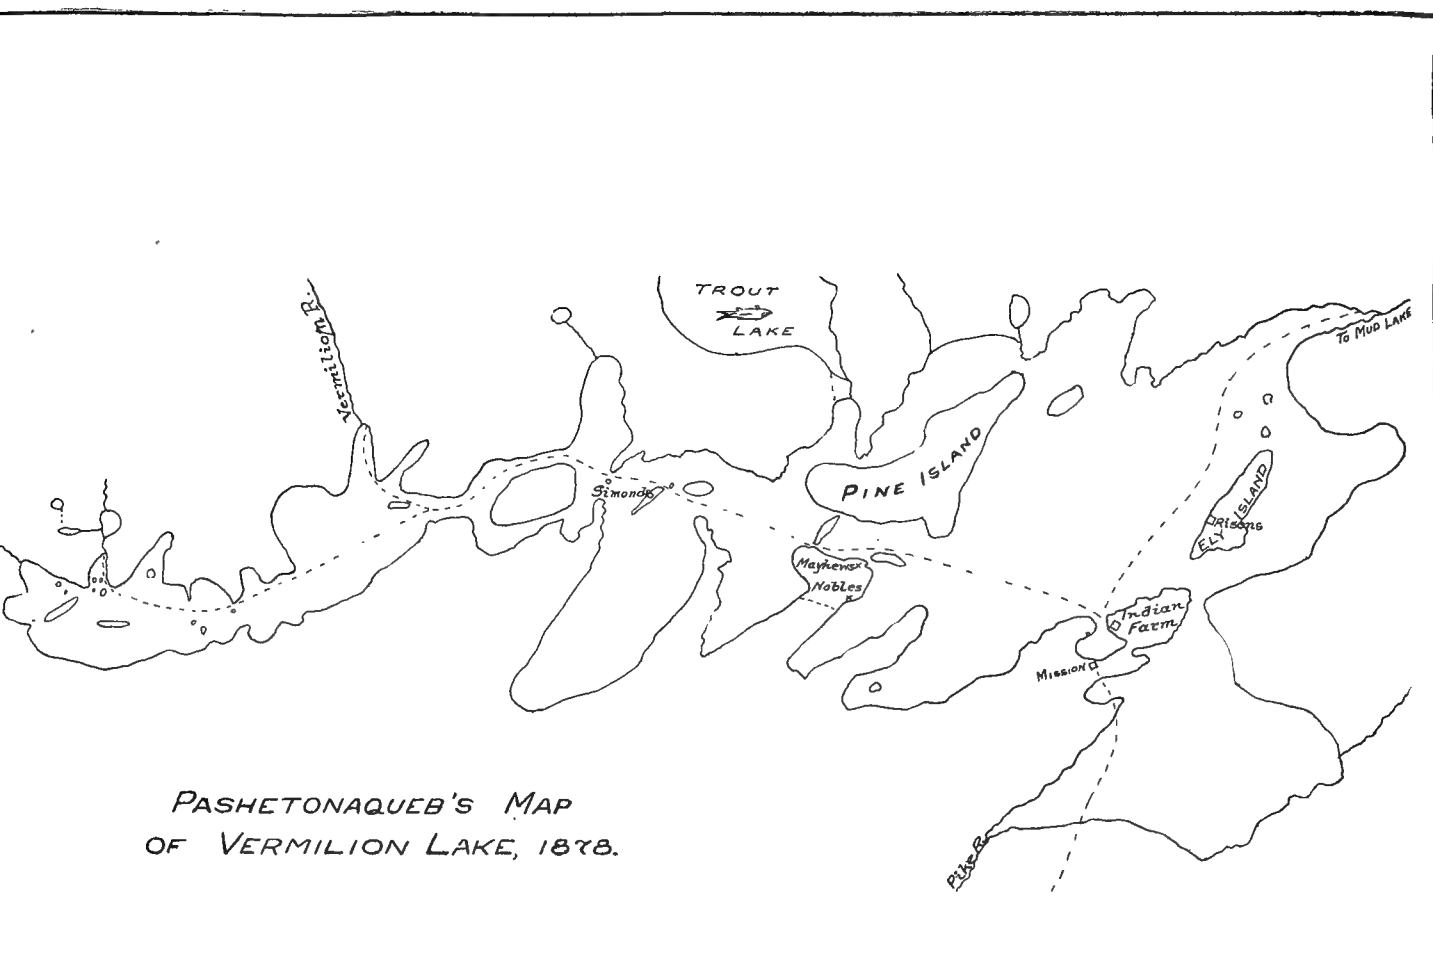 TROUT
LAKE
Vermilion R.
To Mud Lake
PINE ISLAND
Simonds
ELY ISLAND
Risons
Mayhews x
Nobles
x
Indian
Farm
Mission
Pike R.
PASHETONAQUEB'S MAP
OF VERMILION LAKE, 1878.